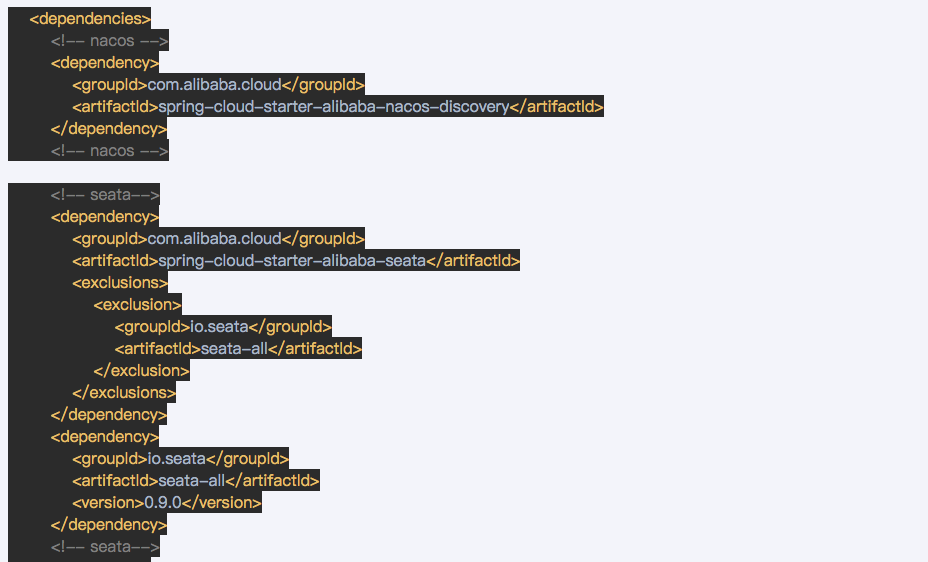 <dependencies>
<!-- nacos -->
<dependency>
<groupId>com.alibaba.cloud</groupId>
<artifactId>spring-cloud-starter-alibaba-nacos-discovery</artifactId>
</dependency>
<!-- nacos -->
<!-- seata-->
<dependency>
<groupId>com.alibaba.cloud</groupId>
<artifactId>spring-cloud-starter-alibaba-seata</artifactId>
<exclusions>
<exclusion>
<groupId>io.seata</groupId>
<artifactId>seata-all</artifactId>
</exclusion>
</exclusions>
</dependency>
<dependency>
<groupId>io.seata</groupId>
<artifactId>seata-all</artifactId>
<version>0.9.0</version>
</dependency>
<!-- seata-->